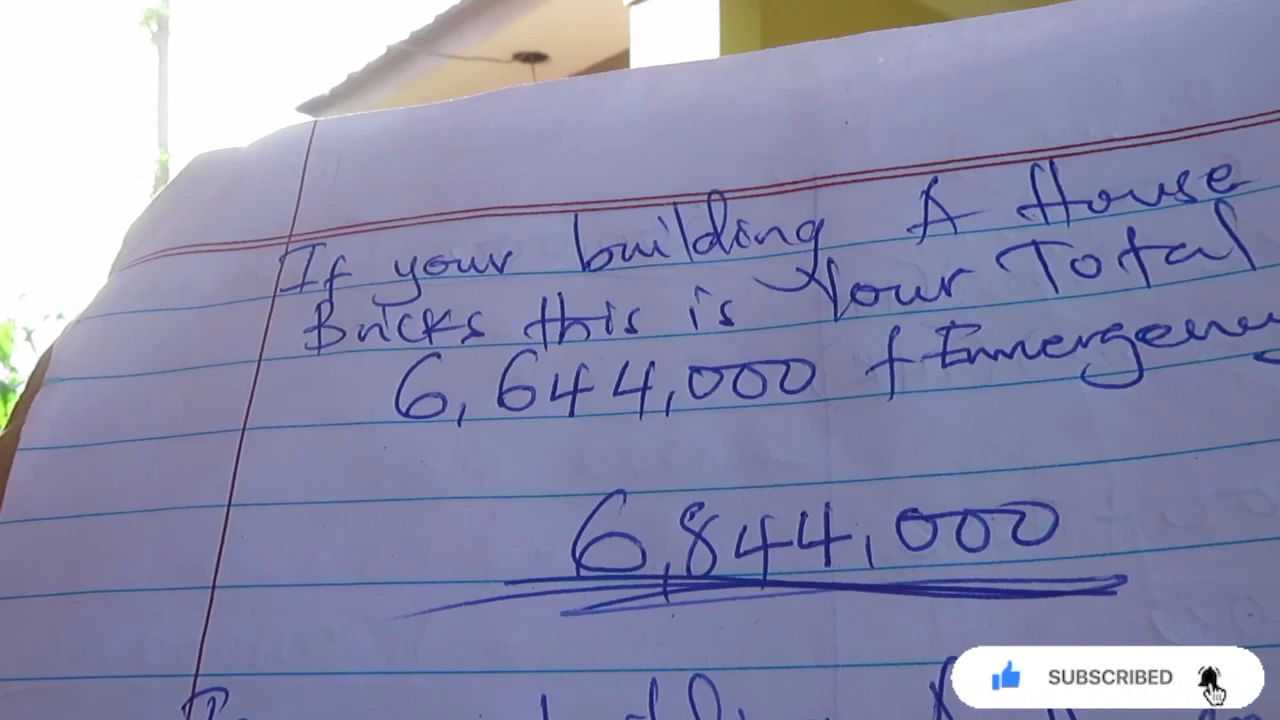 If your building A House
Bricks this is Your Total
6,644,000 + Emergency
6,844,000
SUBSCRIBED